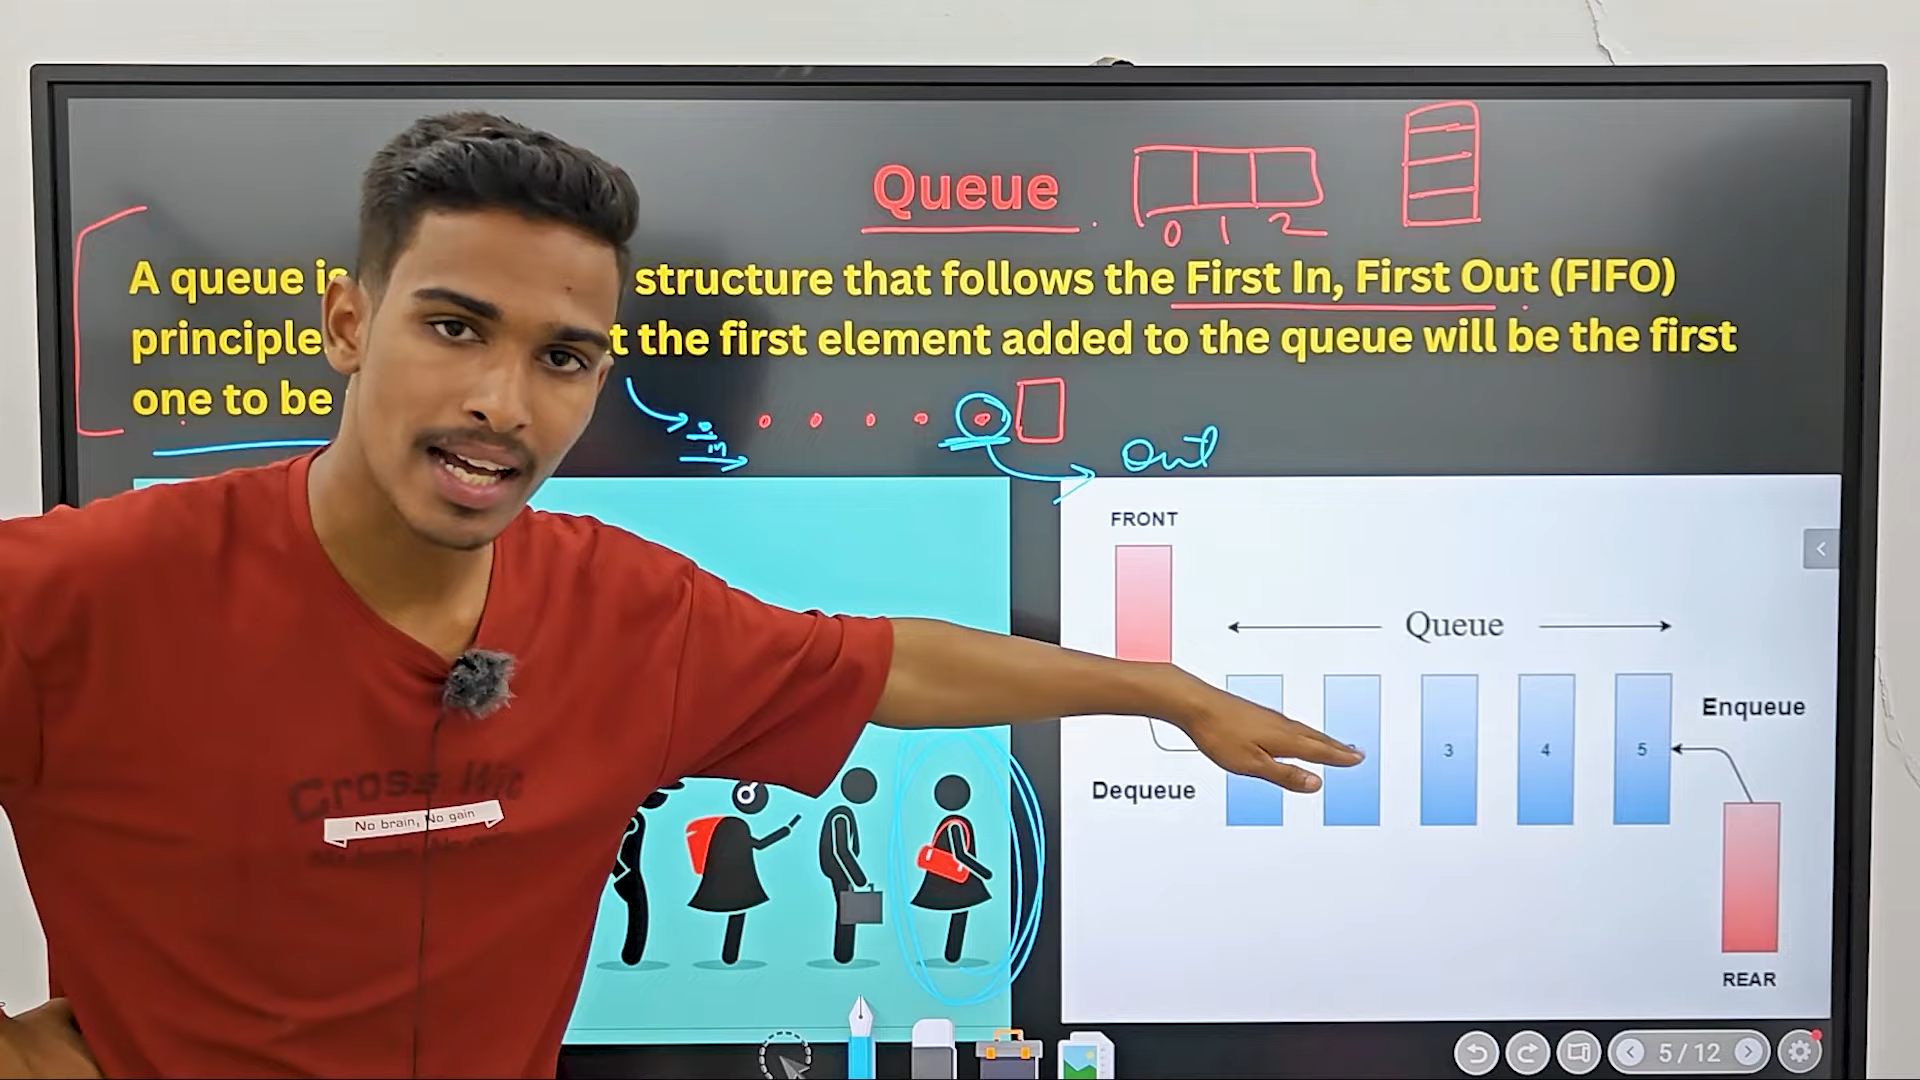 Queue
0 1 2
A queue is structure that follows the First In, First Out (FIFO)
principle t the first element added to the queue will be the first
one to be
in
Out
FRONT
Queue
Enqueue
3 4 5
Dequeue
REAR
Cross Wit
No brain, No gain
5/12